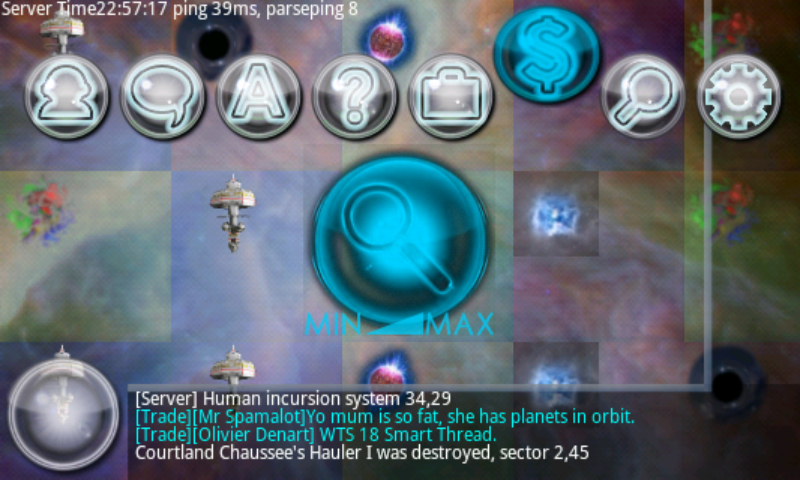 Server Time22:57:17 ping 39ms, parseping 8
A ? $
MIN MAX
[Server] Human incursion system 34,29
[Trade][Mr Spamalot]Yo mum is so fat, she has planets in orbit.
[Trade][Olivier Denart] WTS 18 Smart Thread.
Courtland Chaussee's Hauler I was destroyed, sector 2,45